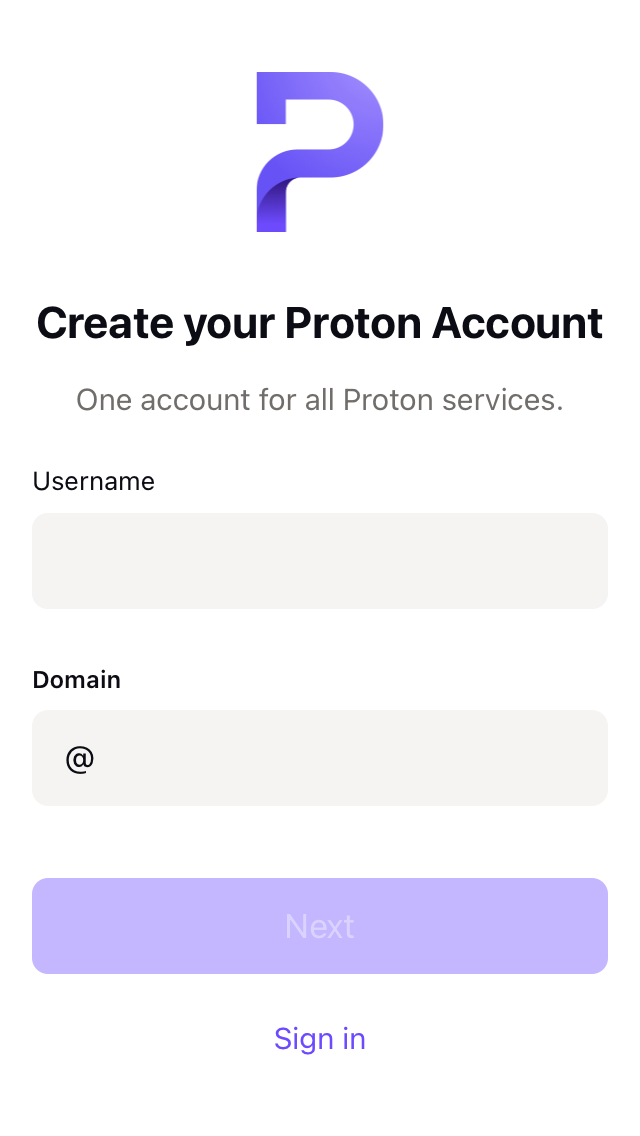 Create your Proton Account
One account for all Proton services.
Username
Domain
@
Next
Sign in